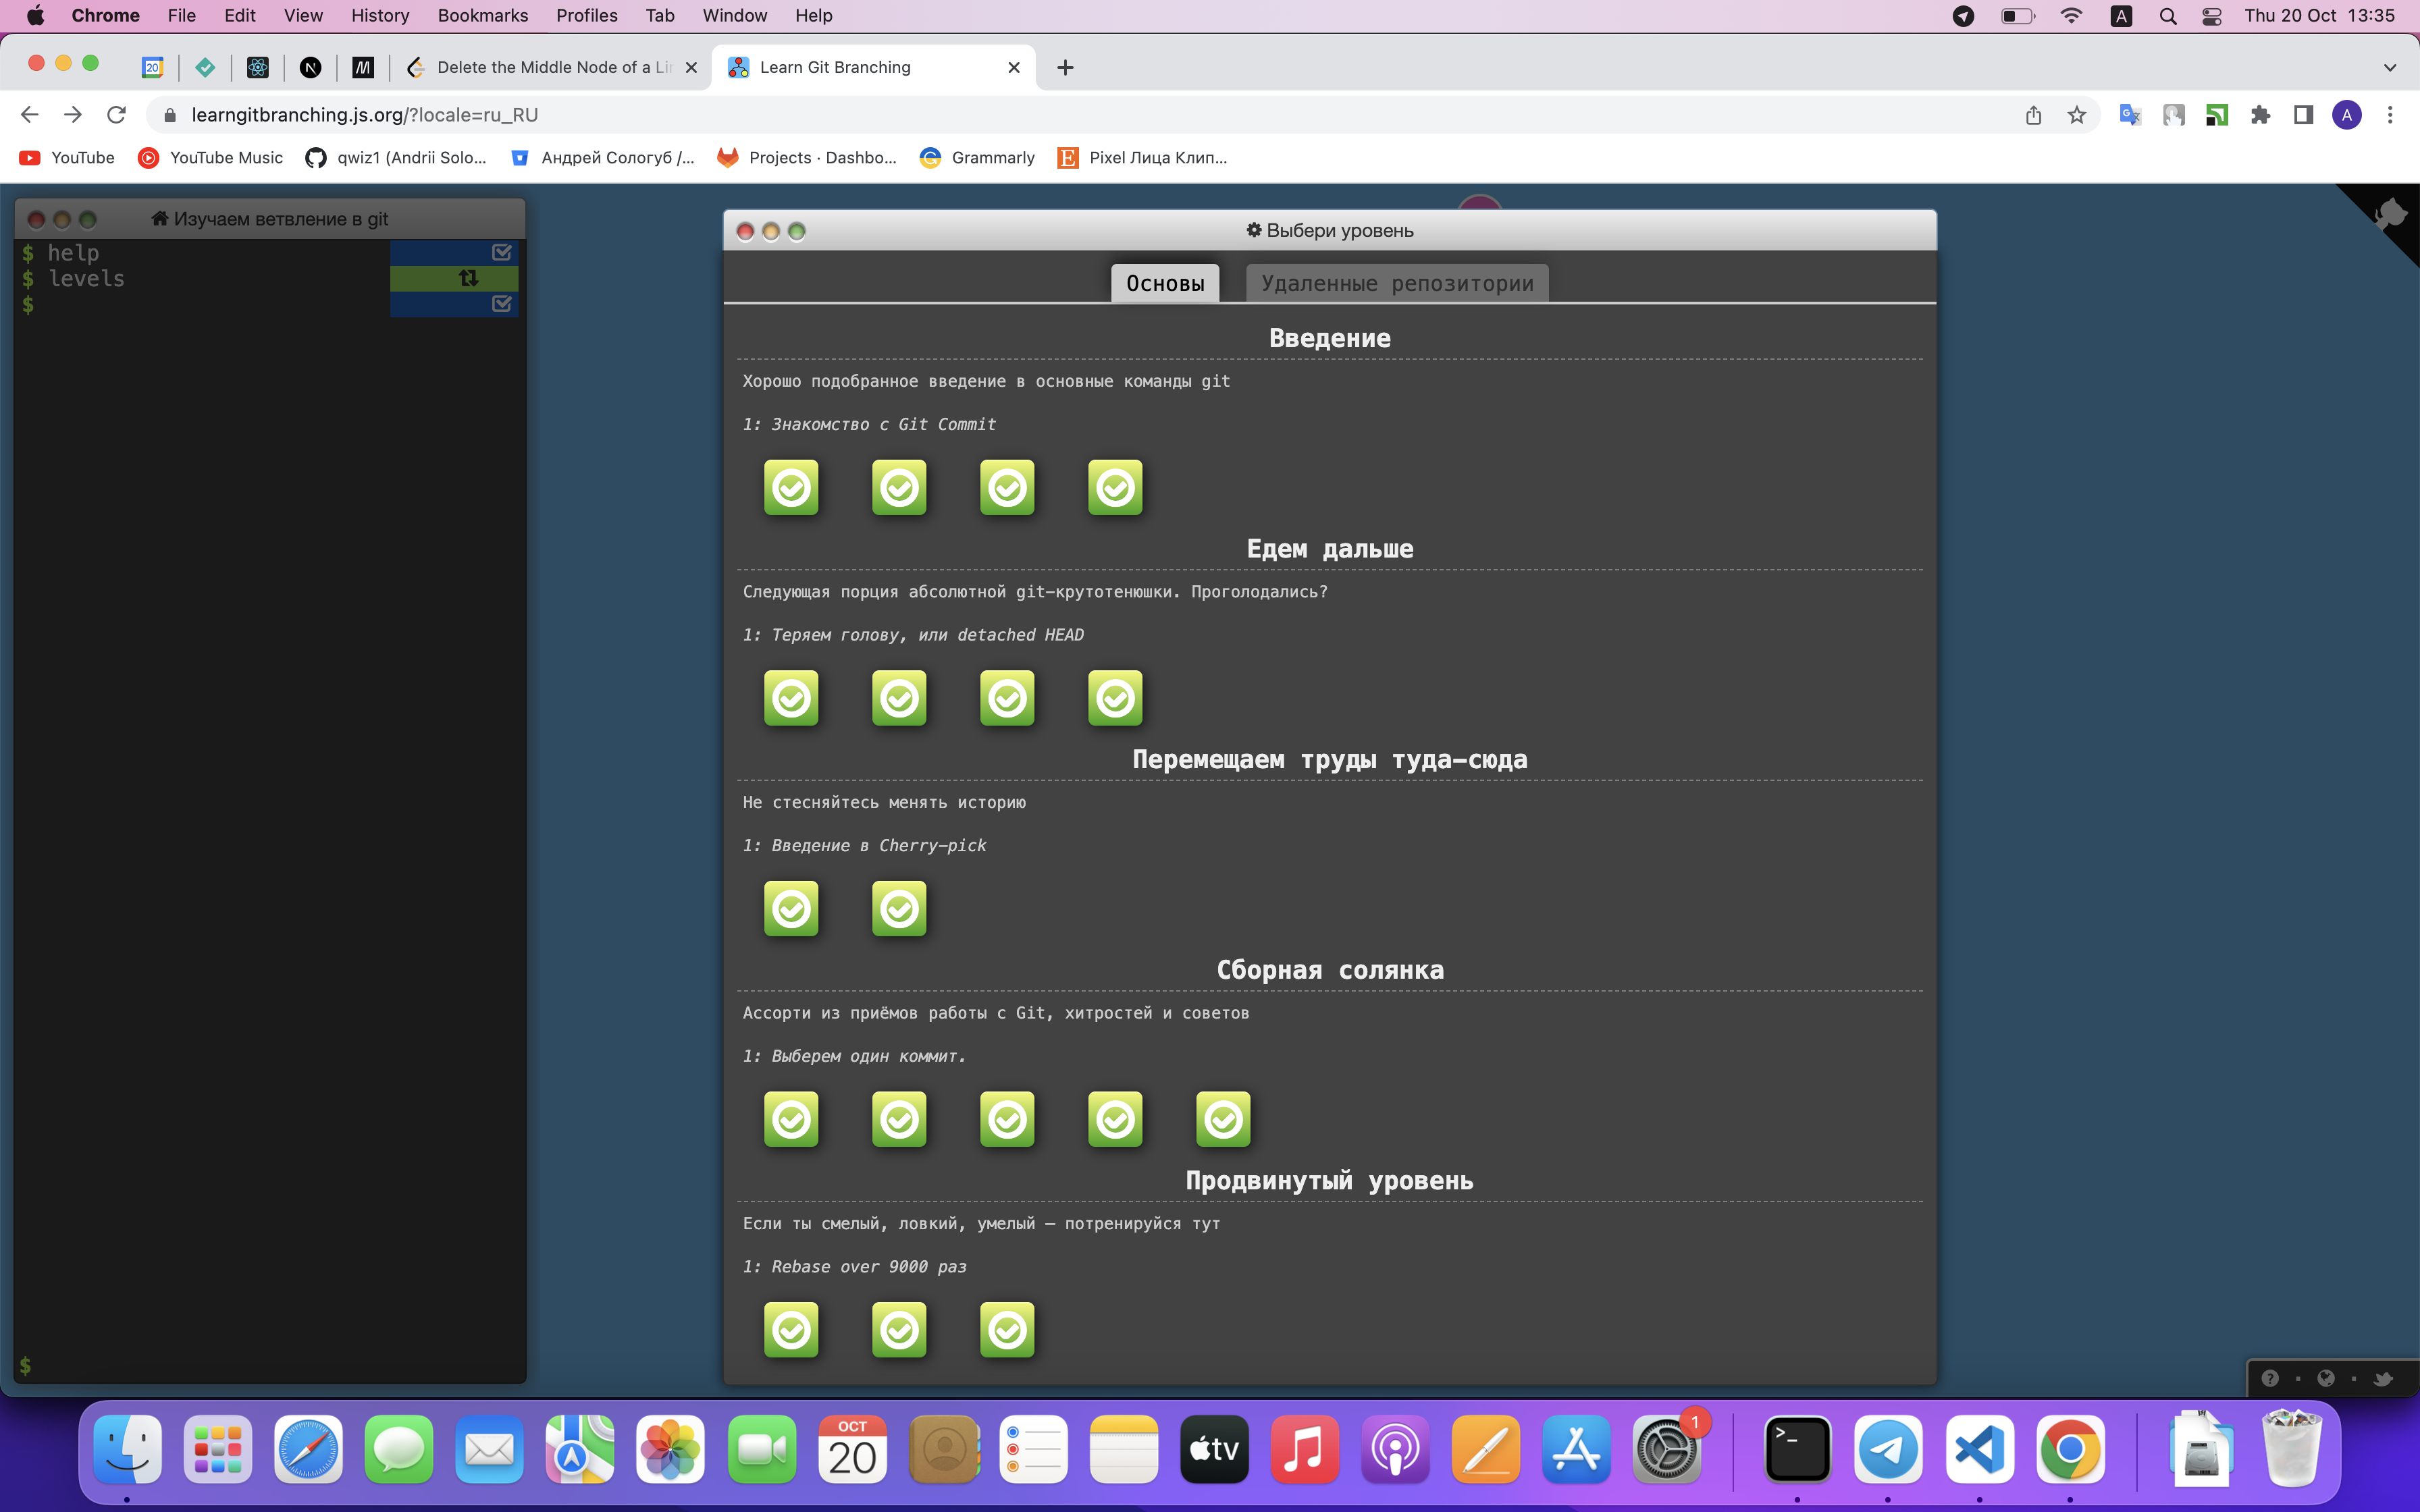 Chrome File Edit View History Bookmarks Profiles Tab Window Help A Thu 20 Oct 13:35
20 N M Delete the Middle Node of a Lin Learn Git Branching
learngitbranching.js.org/?locale=ru_RU A
YouTube YouTube Music qwiz1 (Andrii Solo... Андрей Сологуб /... Projects · Dashbo... Grammarly E Pixel Лица Клип...
Изучаем ветвление в git
$ help
$ levels
$
$
Выбери уровень
Основы Удаленные репозитории
Введение
Хорошо подобранное введение в основные команды git
1: Знакомство с Git Commit
Едем дальше
Следующая порция абсолютной git-крутотенюшки. Проголодались?
1: Теряем голову, или detached HEAD
Перемещаем труды туда-сюда
Не стесняйтесь менять историю
1: Введение в Cherry-pick
Сборная солянка
Ассорти из приёмов работы с Git, хитростей и советов
1: Выберем один коммит.
Продвинутый уровень
Если ты смелый, ловкий, умелый — потренируйся тут
1: Rebase over 9000 раз
OCT
20
tv
1
>_